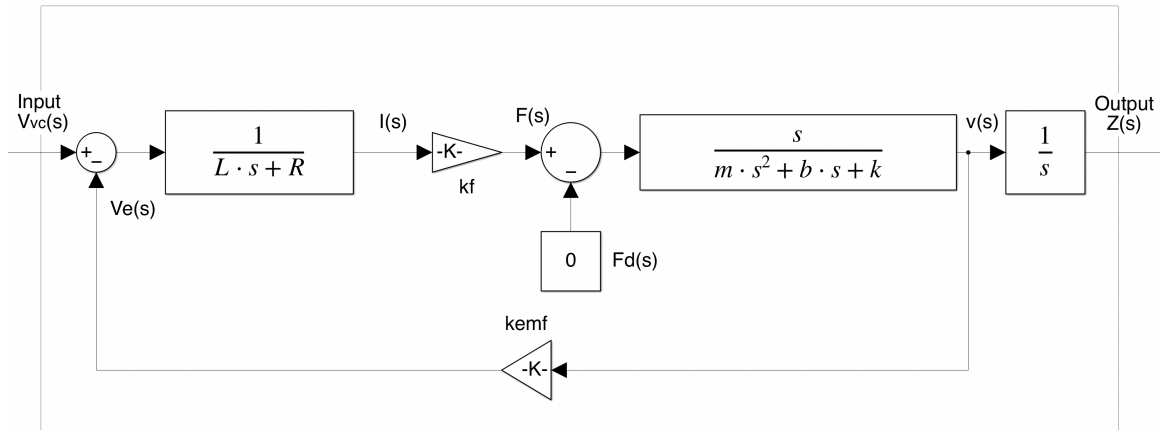 Input
Vvc(s)
+
−
Ve(s)
1
L · s + R
I(s)
-K-
kf
F(s)
+
−
0
Fd(s)
s
m · s² + b · s + k
v(s)
1
s
Output
Z(s)
kemf
-K-